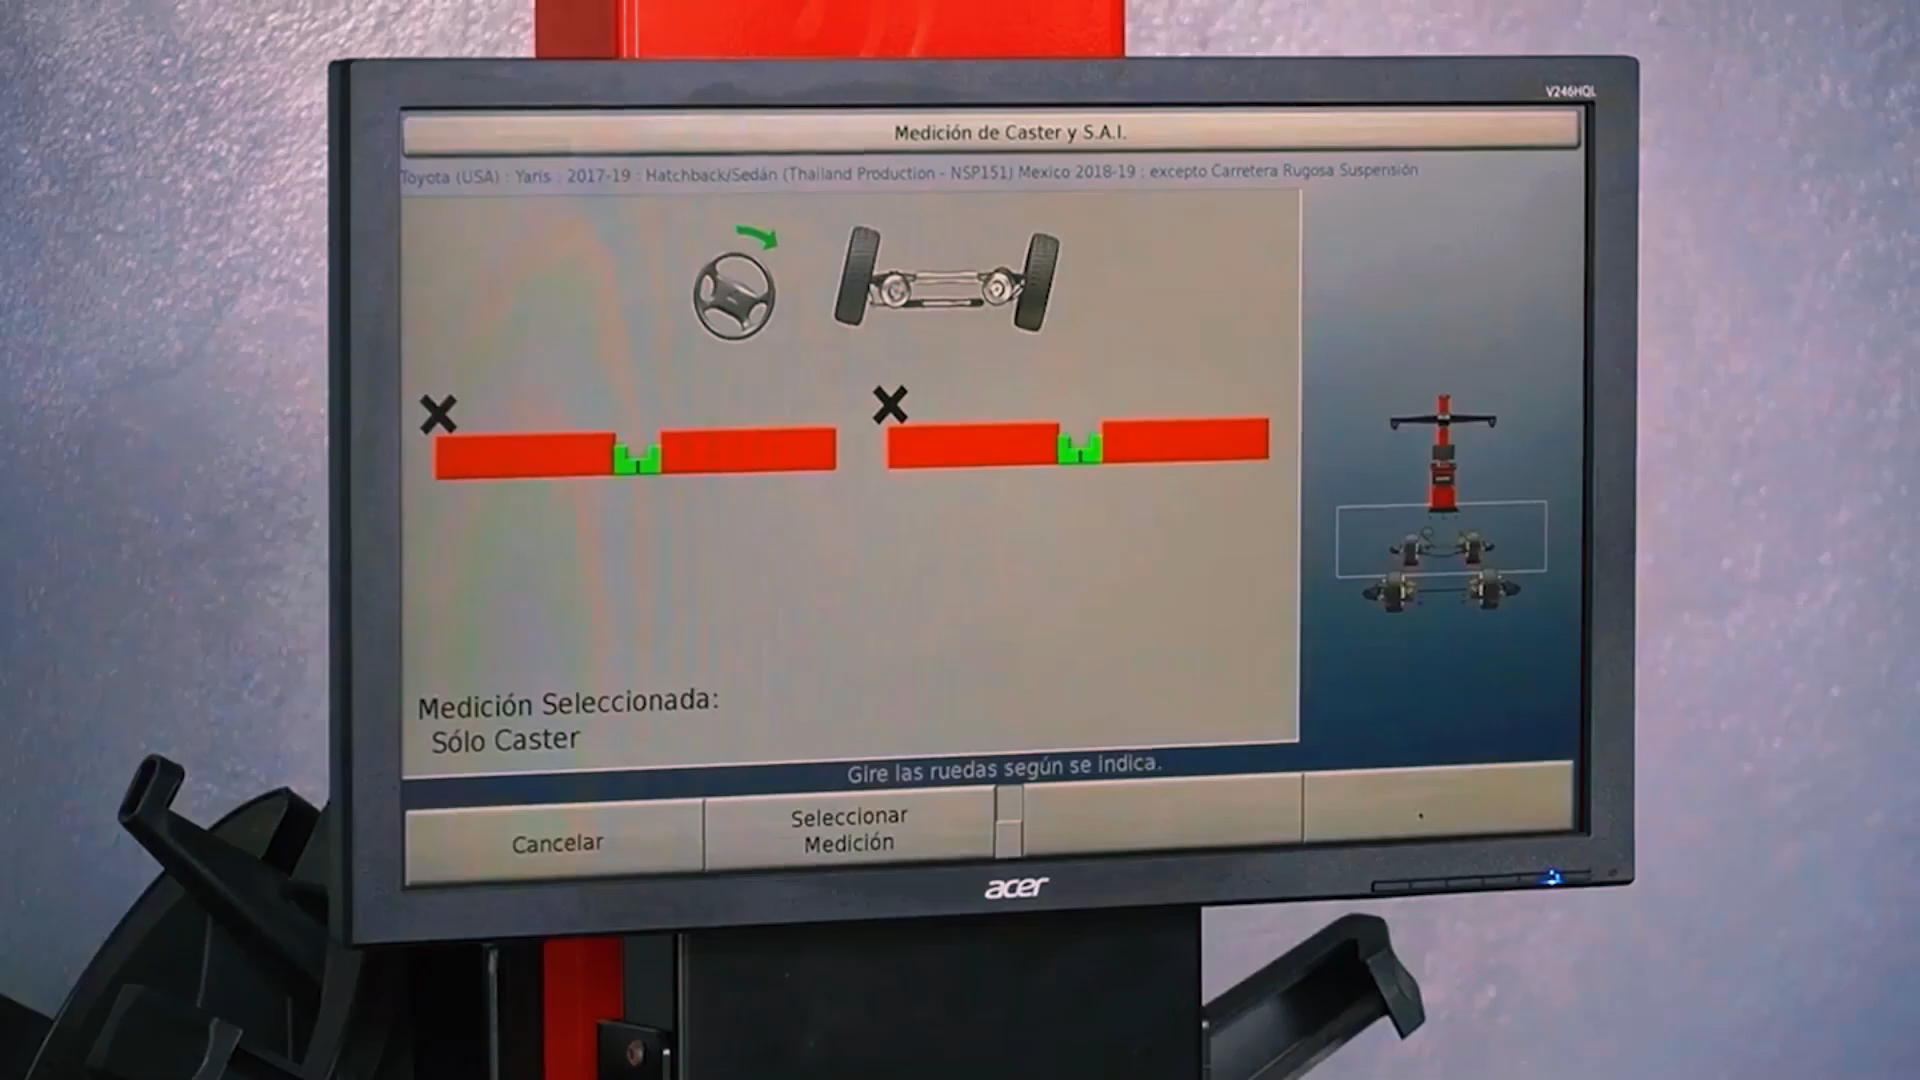 V246HQL
Medición de Caster y S.A.I.
Toyota (USA) : Yaris : 2017-19 : Hatchback/Sedán (Thailand Production - NSP151) Mexico 2018-19 : excepto Carretera Rugosa Suspensión
Medición Seleccionada:
Sólo Caster
Gire las ruedas según se indica.
Cancelar
Seleccionar
Medición
acer